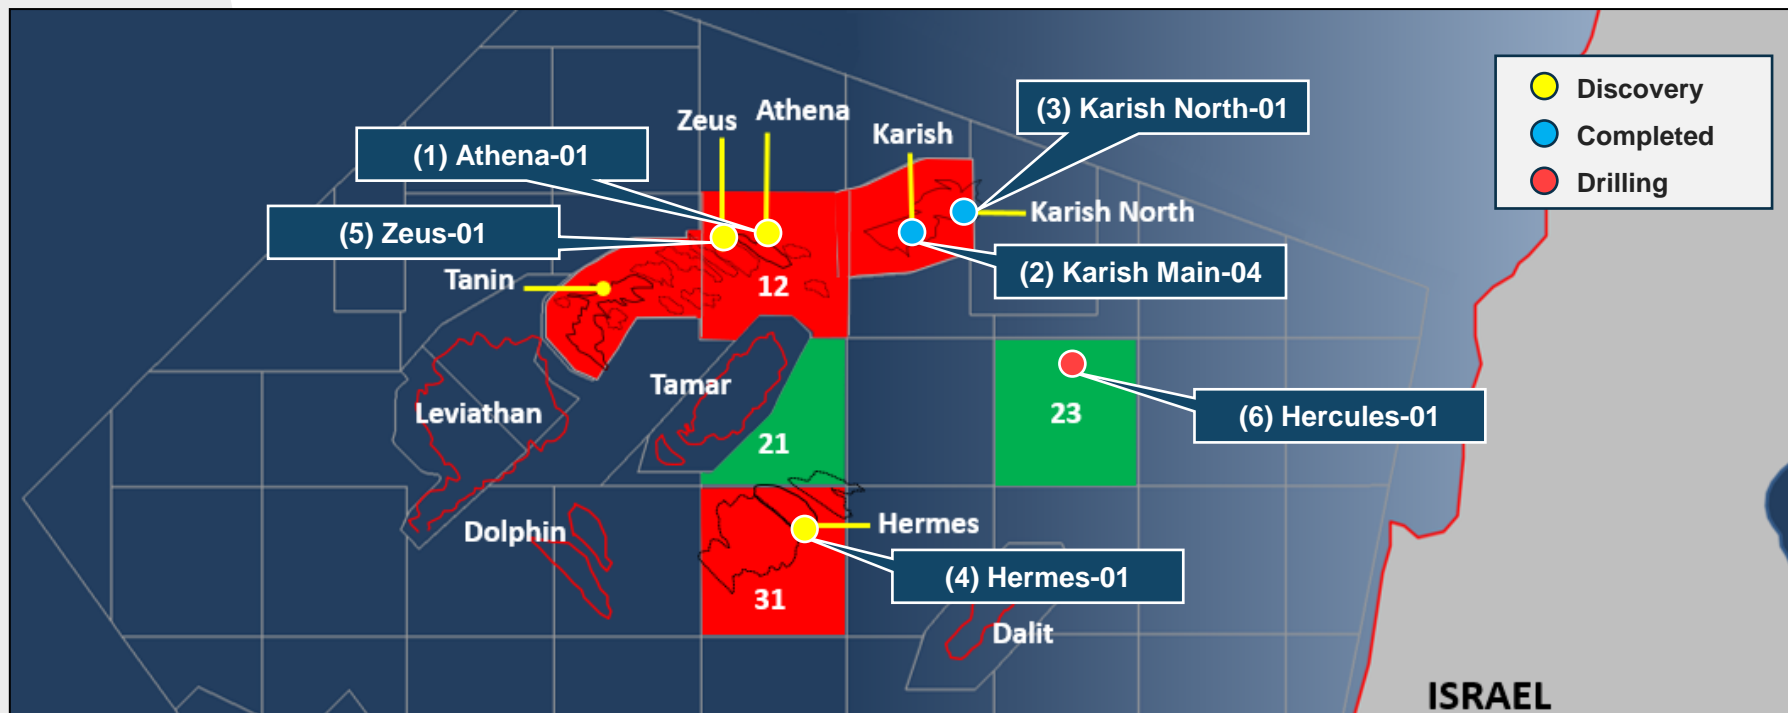 Discovery
Completed
Drilling
(3) Karish North-01
Zeus
Athena
Karish
(1) Athena-01
(5) Zeus-01
Karish North
(2) Karish Main-04
Tanin
12
Tamar
Leviathan
21
23
(6) Hercules-01
Dolphin
Hermes
(4) Hermes-01
31
Dalit
ISRAEL